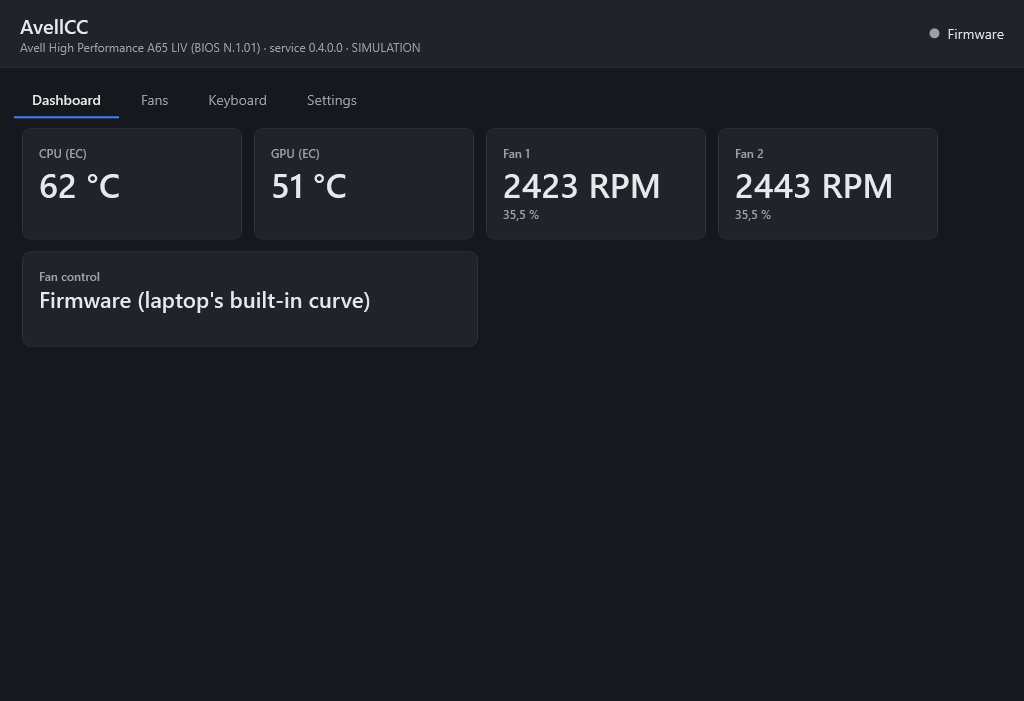 AvellCC
Avell High Performance A65 LIV (BIOS N.1.01) · service 0.4.0.0 · SIMULATION
Firmware
Dashboard
Fans
Keyboard
Settings
CPU (EC)
62 °C
GPU (EC)
51 °C
Fan 1
2423 RPM
35,5 %
Fan 2
2443 RPM
35,5 %
Fan control
Firmware (laptop's built-in curve)